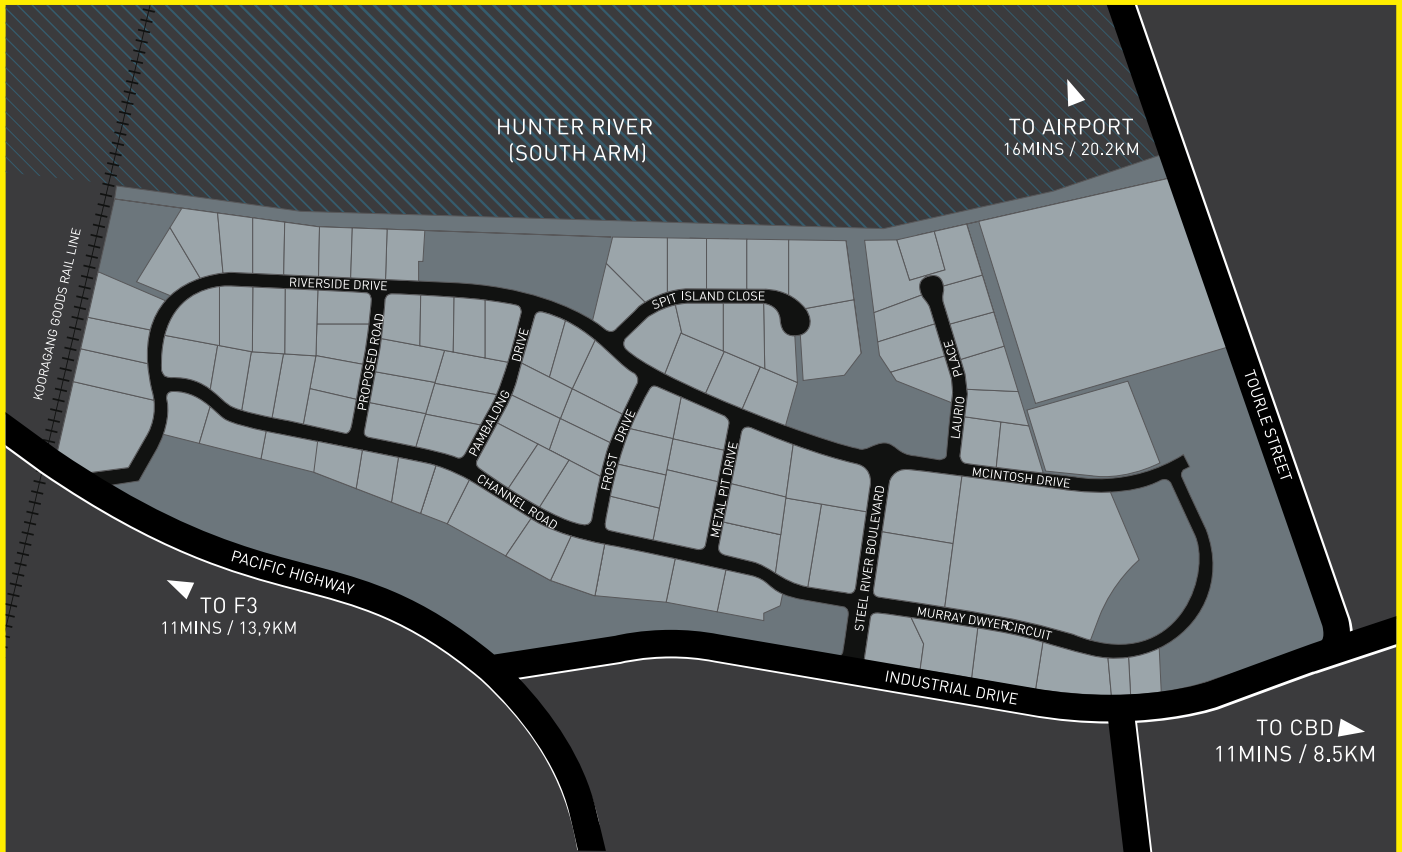 HUNTER RIVER
(SOUTH ARM)
TO AIRPORT
16MINS / 20.2KM
KOORAGANG GOODS RAIL LINE
RIVERSIDE DRIVE
SPIT ISLAND CLOSE
PROPOSED ROAD
PAMBALONG DRIVE
FROST DRIVE
METAL PIT DRIVE
LAURIO PLACE
TOURLE STREET
MCINTOSH DRIVE
CHANNEL ROAD
STEEL RIVER BOULEVARD
MURRAY DWYER CIRCUIT
PACIFIC HIGHWAY
TO F3
11MINS / 13,9KM
INDUSTRIAL DRIVE
TO CBD
11MINS / 8.5KM